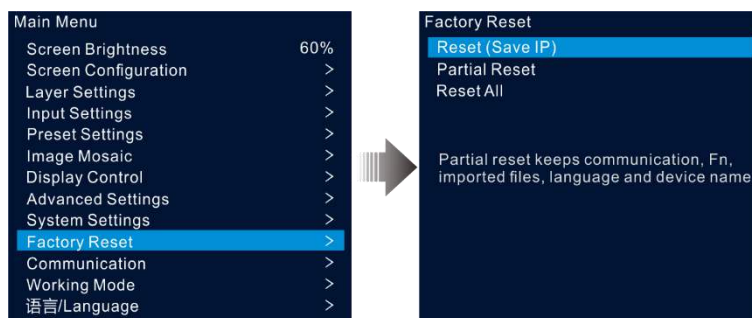 Main Menu
Screen Brightness 60%
Screen Configuration >
Layer Settings >
Input Settings >
Preset Settings >
Image Mosaic >
Display Control >
Advanced Settings >
System Settings >
Factory Reset >
Communication >
Working Mode >
语言/Language >
Factory Reset
Reset (Save IP)
Partial Reset
Reset All
Partial reset keeps communication, Fn,
imported files, language and device name